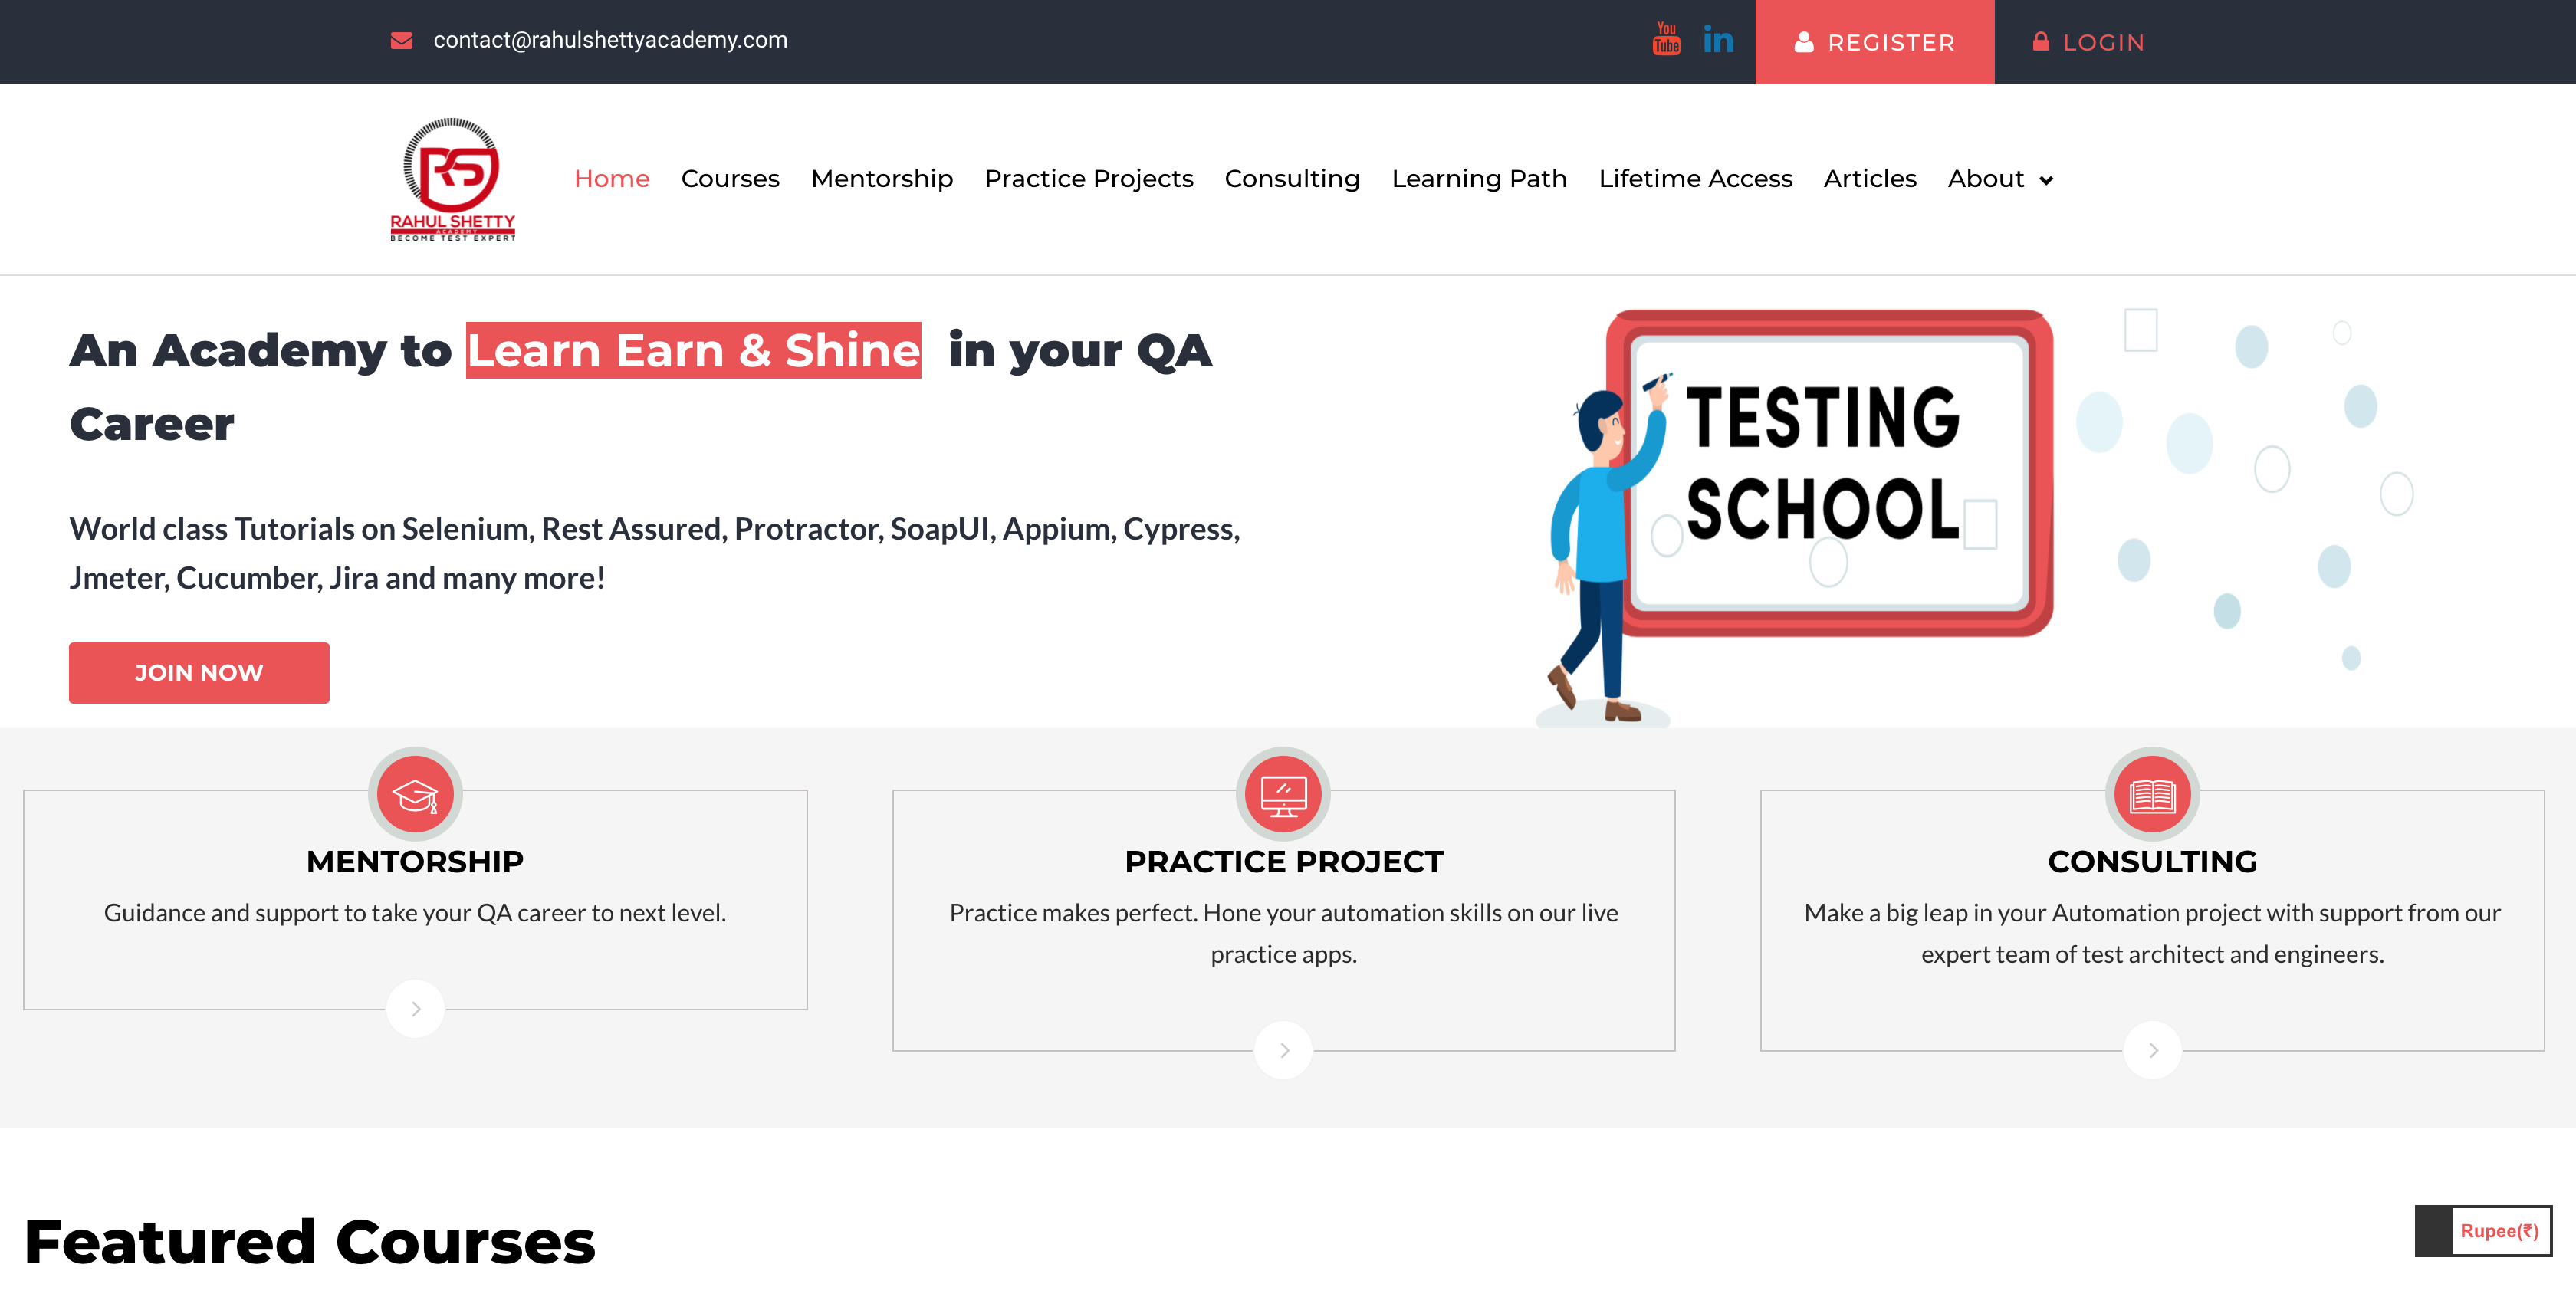 contact@rahulshettyacademy.com
You
Tube
in
REGISTER
LOGIN
RS
RAHUL SHETTY
ACADEMY
BECOME TEST EXPERT
Home Courses Mentorship Practice Projects Consulting Learning Path Lifetime Access Articles About
An Academy to Learn Earn & Shine in your QA
Career
World class Tutorials on Selenium, Rest Assured, Protractor, SoapUI, Appium, Cypress,
Jmeter, Cucumber, Jira and many more!
JOIN NOW
TESTING
SCHOOL
MENTORSHIP
Guidance and support to take your QA career to next level.
PRACTICE PROJECT
Practice makes perfect. Hone your automation skills on our live
practice apps.
CONSULTING
Make a big leap in your Automation project with support from our
expert team of test architect and engineers.
Featured Courses
Rupee(₹)